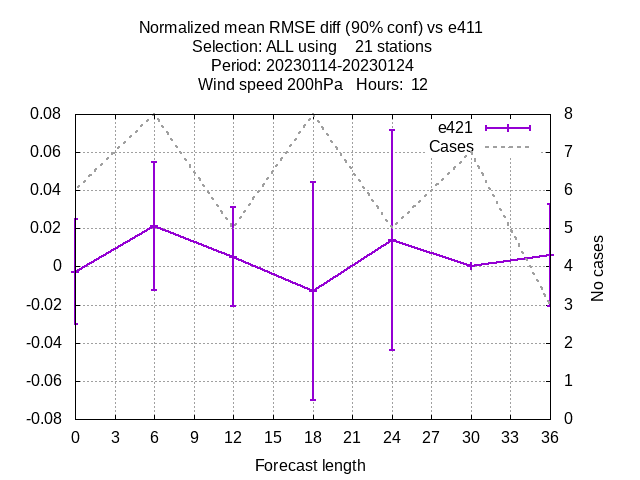 Normalized mean RMSE diff (90% conf) vs e411
Selection: ALL using    21 stations
Period: 20230114-20230124
Wind speed 200hPa   Hours:  12
0.08
0.06
0.04
0.02
0
-0.02
-0.04
-0.06
-0.08
e421
Cases
8
7
6
5
4
3
2
1
0
No cases
0 3 6 9 12 15 18 21 24 27 30 33 36
Forecast length